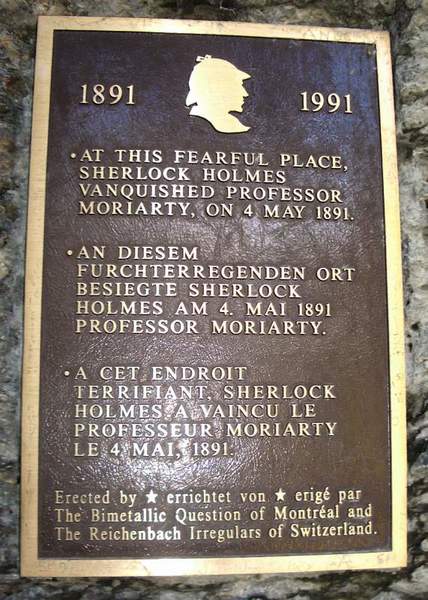 1891 1991
• AT THIS FEARFUL PLACE,
SHERLOCK HOLMES
VANQUISHED PROFESSOR
MORIARTY, ON 4 MAY 1891.
• AN DIESEM
FURCHTERREGENDEN ORT
BESIEGTE SHERLOCK
HOLMES AM 4. MAI 1891
PROFESSOR MORIARTY.
• A CET ENDROIT
TERRIFIANT, SHERLOCK
HOLMES A VAINCU LE
PROFESSEUR MORIARTY
LE 4 MAI, 1891.
Erected by ★ errichtet von ★ erigé par
The Bimetallic Question of Montréal and
The Reichenbach Irregulars of Switzerland.